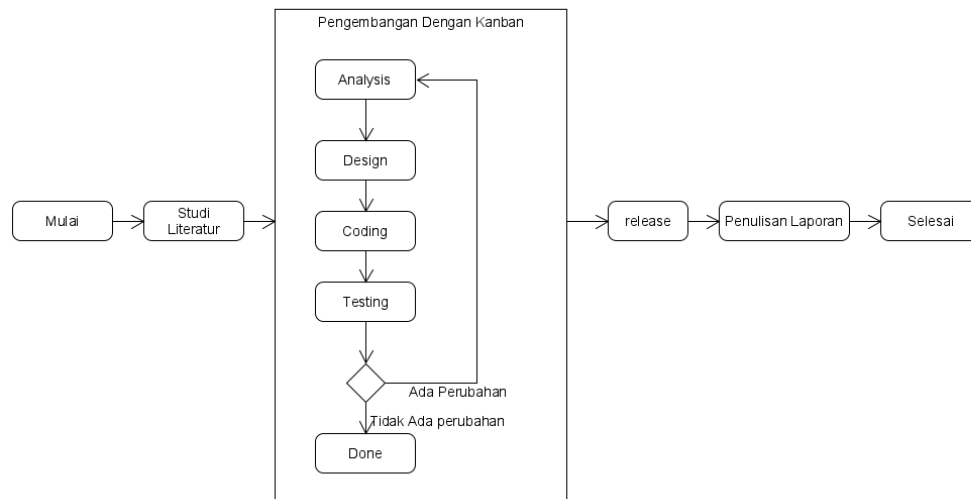 Pengembangan Dengan Kanban
Mulai
Studi
Literatur
Analysis
Design
Coding
Testing
Ada Perubahan
Tidak Ada perubahan
Done
release
Penulisan Laporan
Selesai